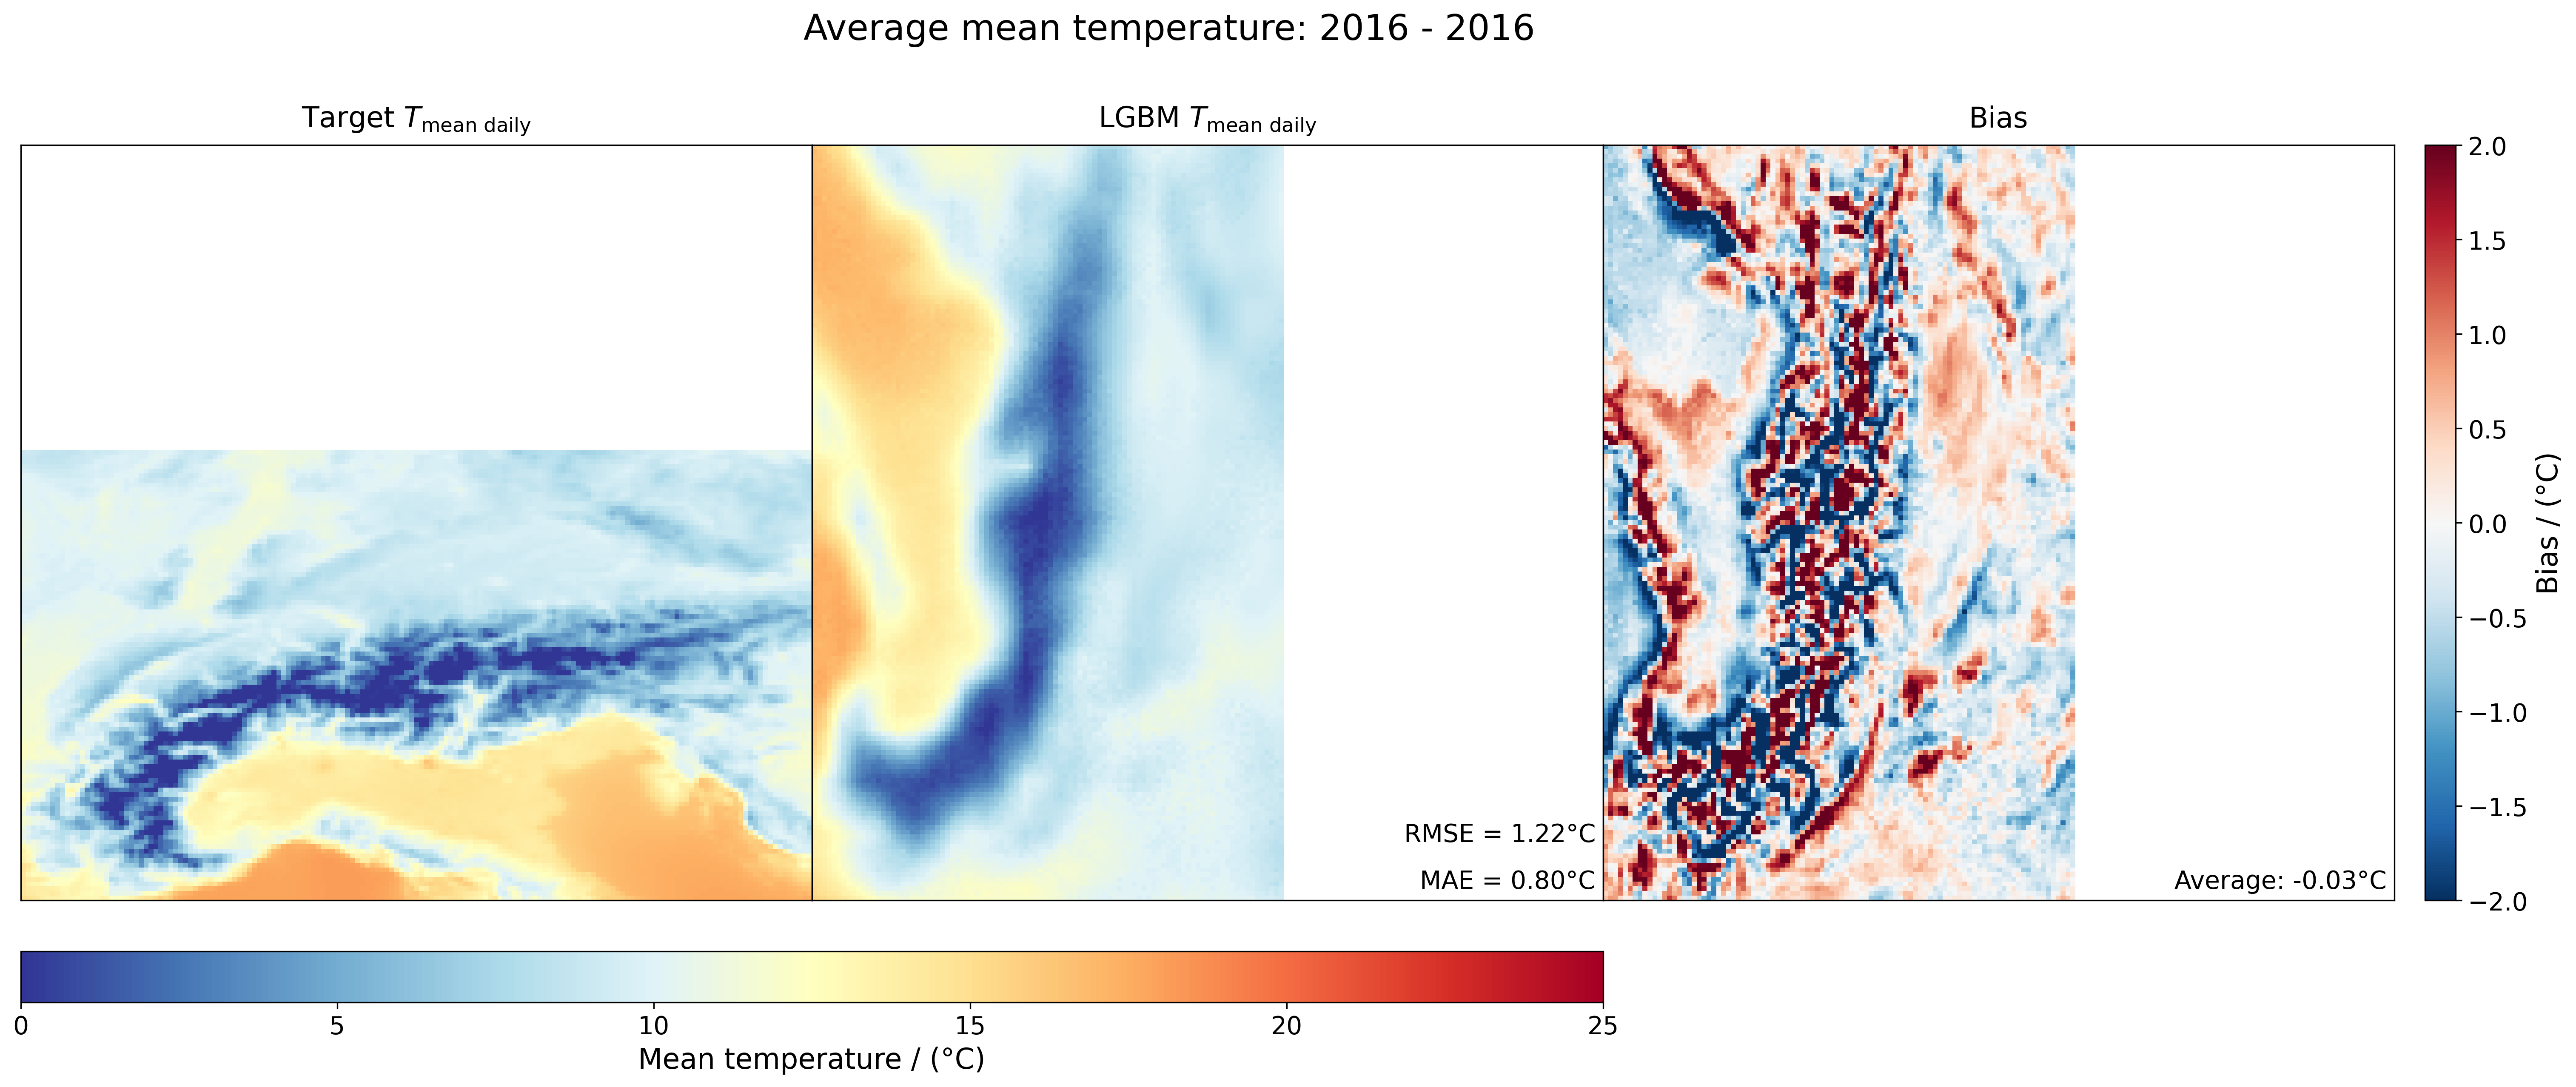 Average mean temperature: 2016 - 2016
Target T_mean daily
LGBM T_mean daily
Bias
RMSE = 1.22°C
MAE = 0.80°C
Average: -0.03°C
2.0
1.5
1.0
0.5
0.0
−0.5
−1.0
−1.5
−2.0
Bias / (°C)
0 5 10 15 20 25
Mean temperature / (°C)